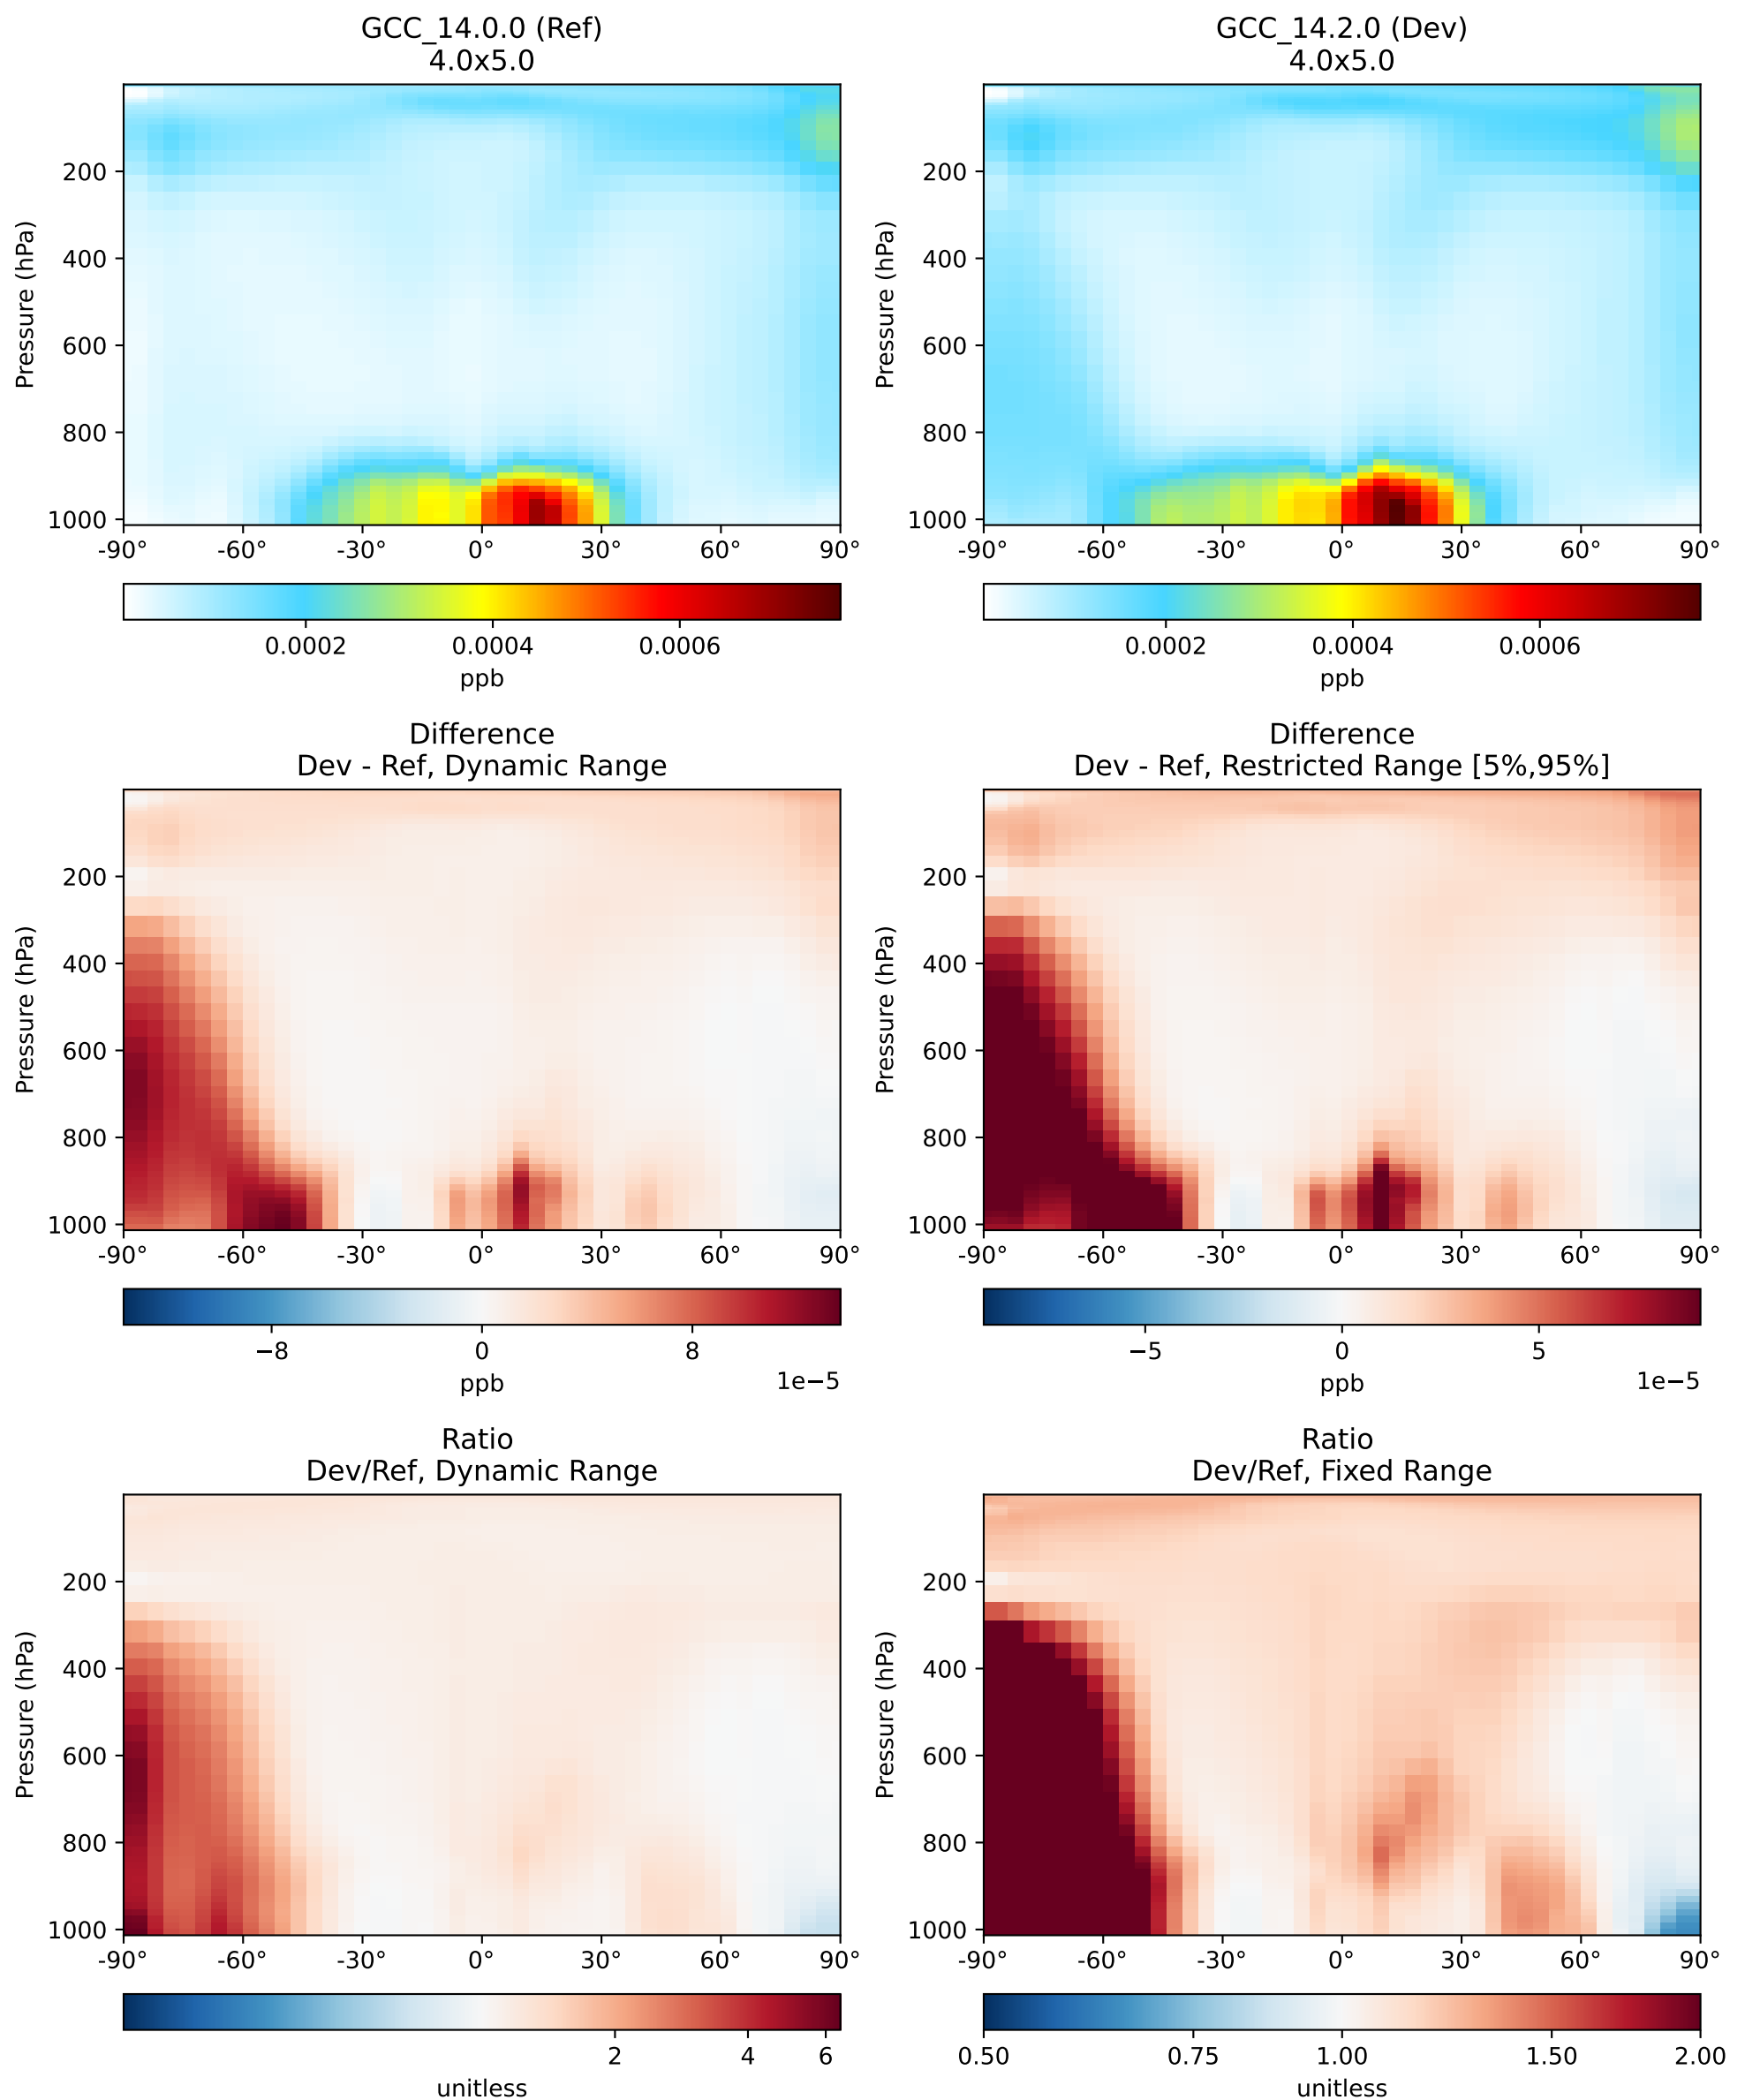 GCC_14.0.0 (Ref)
4.0x5.0
Pressure (hPa)
200
400
600
800
1000
-90° -60° -30° 0° 30° 60° 90°
0.0002 0.0004 0.0006
ppb
GCC_14.2.0 (Dev)
4.0x5.0
Pressure (hPa)
200
400
600
800
1000
-90° -60° -30° 0° 30° 60° 90°
0.0002 0.0004 0.0006
ppb
Difference
Dev - Ref, Dynamic Range
Pressure (hPa)
200
400
600
800
1000
-90° -60° -30° 0° 30° 60° 90°
−8 0 8
ppb
1e−5
Difference
Dev - Ref, Restricted Range [5%,95%]
Pressure (hPa)
200
400
600
800
1000
-90° -60° -30° 0° 30° 60° 90°
−5 0 5
ppb
1e−5
Ratio
Dev/Ref, Dynamic Range
Pressure (hPa)
200
400
600
800
1000
-90° -60° -30° 0° 30° 60° 90°
2 4 6
unitless
Ratio
Dev/Ref, Fixed Range
Pressure (hPa)
200
400
600
800
1000
-90° -60° -30° 0° 30° 60° 90°
0.50 0.75 1.00 1.50 2.00
unitless